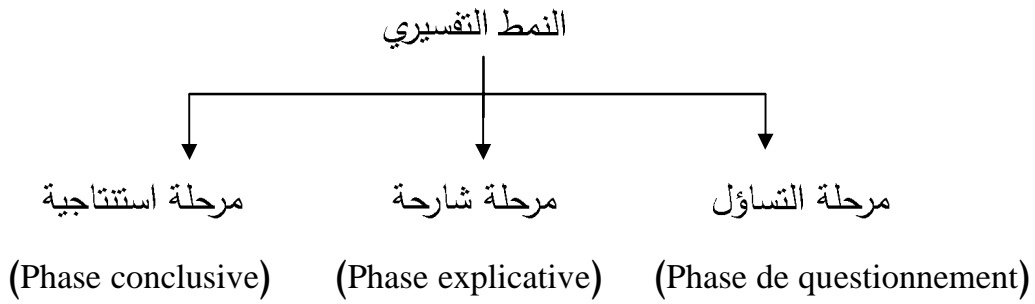 النمط التفسيري
مرحلة التساؤل مرحلة شارحة مرحلة استنتاجية
(Phase conclusive) (Phase explicative) (Phase de questionnement)